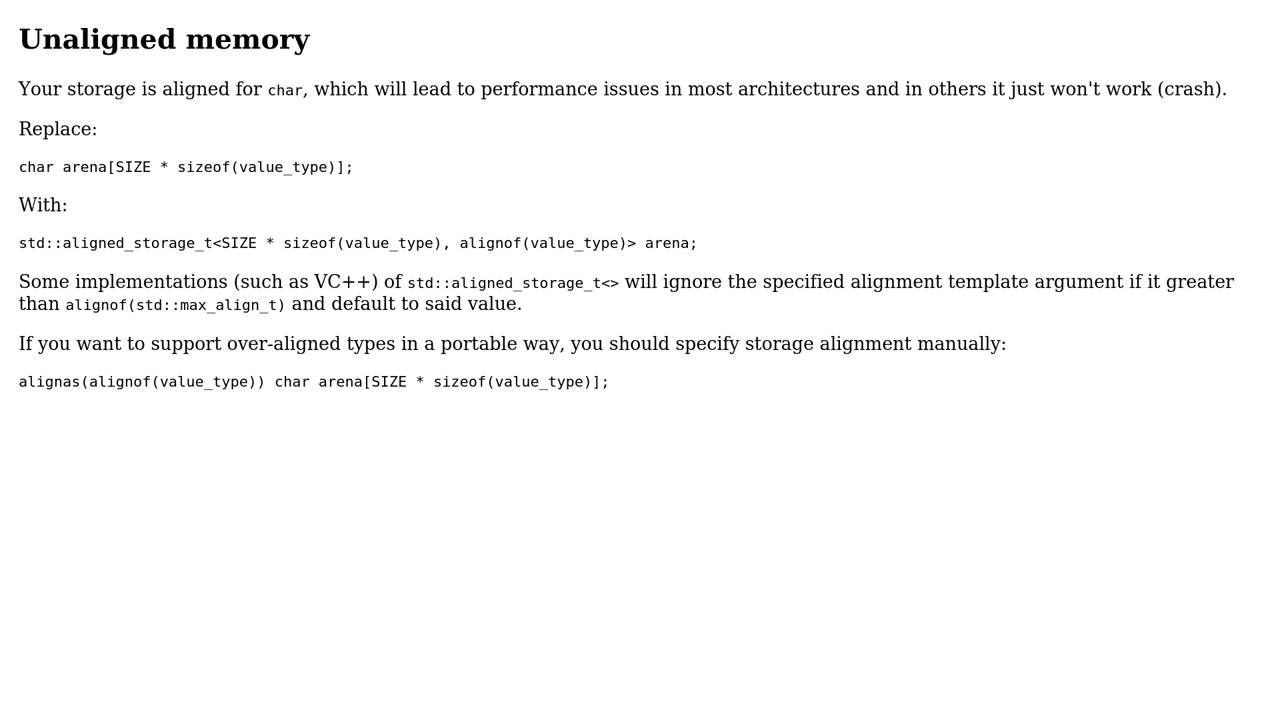 Unaligned memory
Your storage is aligned for char, which will lead to performance issues in most architectures and in others it just won't work (crash).
Replace:
char arena[SIZE * sizeof(value_type)];
With:
std::aligned_storage_t<SIZE * sizeof(value_type), alignof(value_type)> arena;
Some implementations (such as VC++) of std::aligned_storage_t<> will ignore the specified alignment template argument if it greater
than alignof(std::max_align_t) and default to said value.
If you want to support over-aligned types in a portable way, you should specify storage alignment manually:
alignas(alignof(value_type)) char arena[SIZE * sizeof(value_type)];